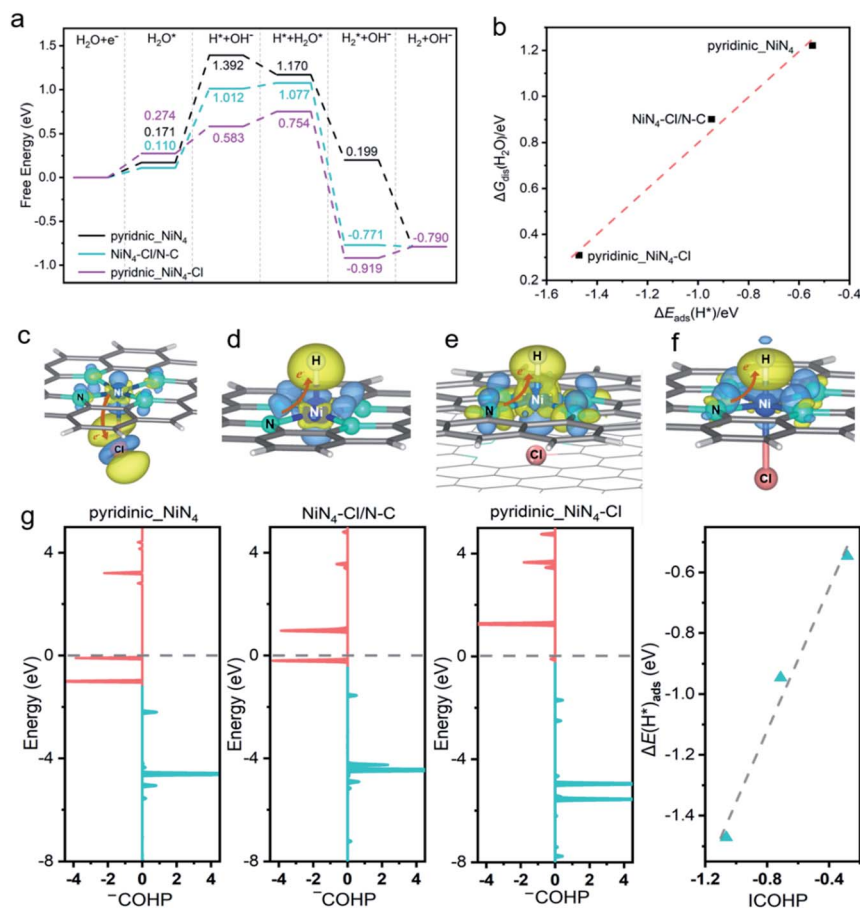 a
H₂O+e⁻ H₂O* H*+OH⁻ H*+H₂O* H₂*+OH⁻ H₂+OH⁻
1.5
1.0
0.5
0.0
-0.5
-1.0
Free Energy (eV)
0.274
0.171
0.110
1.392
1.012
0.583
1.170
1.077
0.754
0.199
-0.771
-0.919
-0.790
pyridnic_NiN₄
NiN₄-Cl/N-C
pyridnic_NiN₄-Cl
b
pyridinic_NiN₄
NiN₄-Cl/N-C
pyridinic_NiN₄-Cl
ΔG_dis(H₂O)/eV
1.2
1.0
0.8
0.6
0.4
0.2
-1.6 -1.4 -1.2 -1.0 -0.8 -0.6 -0.4
ΔE_ads(H*)/eV
c
N
Ni
e⁻
Cl
d
H
e⁻
N
Ni
e
H
e⁻
N
Ni
Cl
f
H
e⁻
N
Ni
Cl
g
pyridinic_NiN₄
4
0
-4
-8
Energy (eV)
-4 -2 0 2 4
⁻COHP
NiN₄-Cl/N-C
4
0
-4
-8
Energy (eV)
-4 -2 0 2 4
⁻COHP
pyridinic_NiN₄-Cl
4
0
-4
-8
Energy (eV)
-4 -2 0 2 4
⁻COHP
-0.6
-0.8
-1.0
-1.2
-1.4
ΔE(H*)ads (eV)
-1.2 -0.8 -0.4
ICOHP